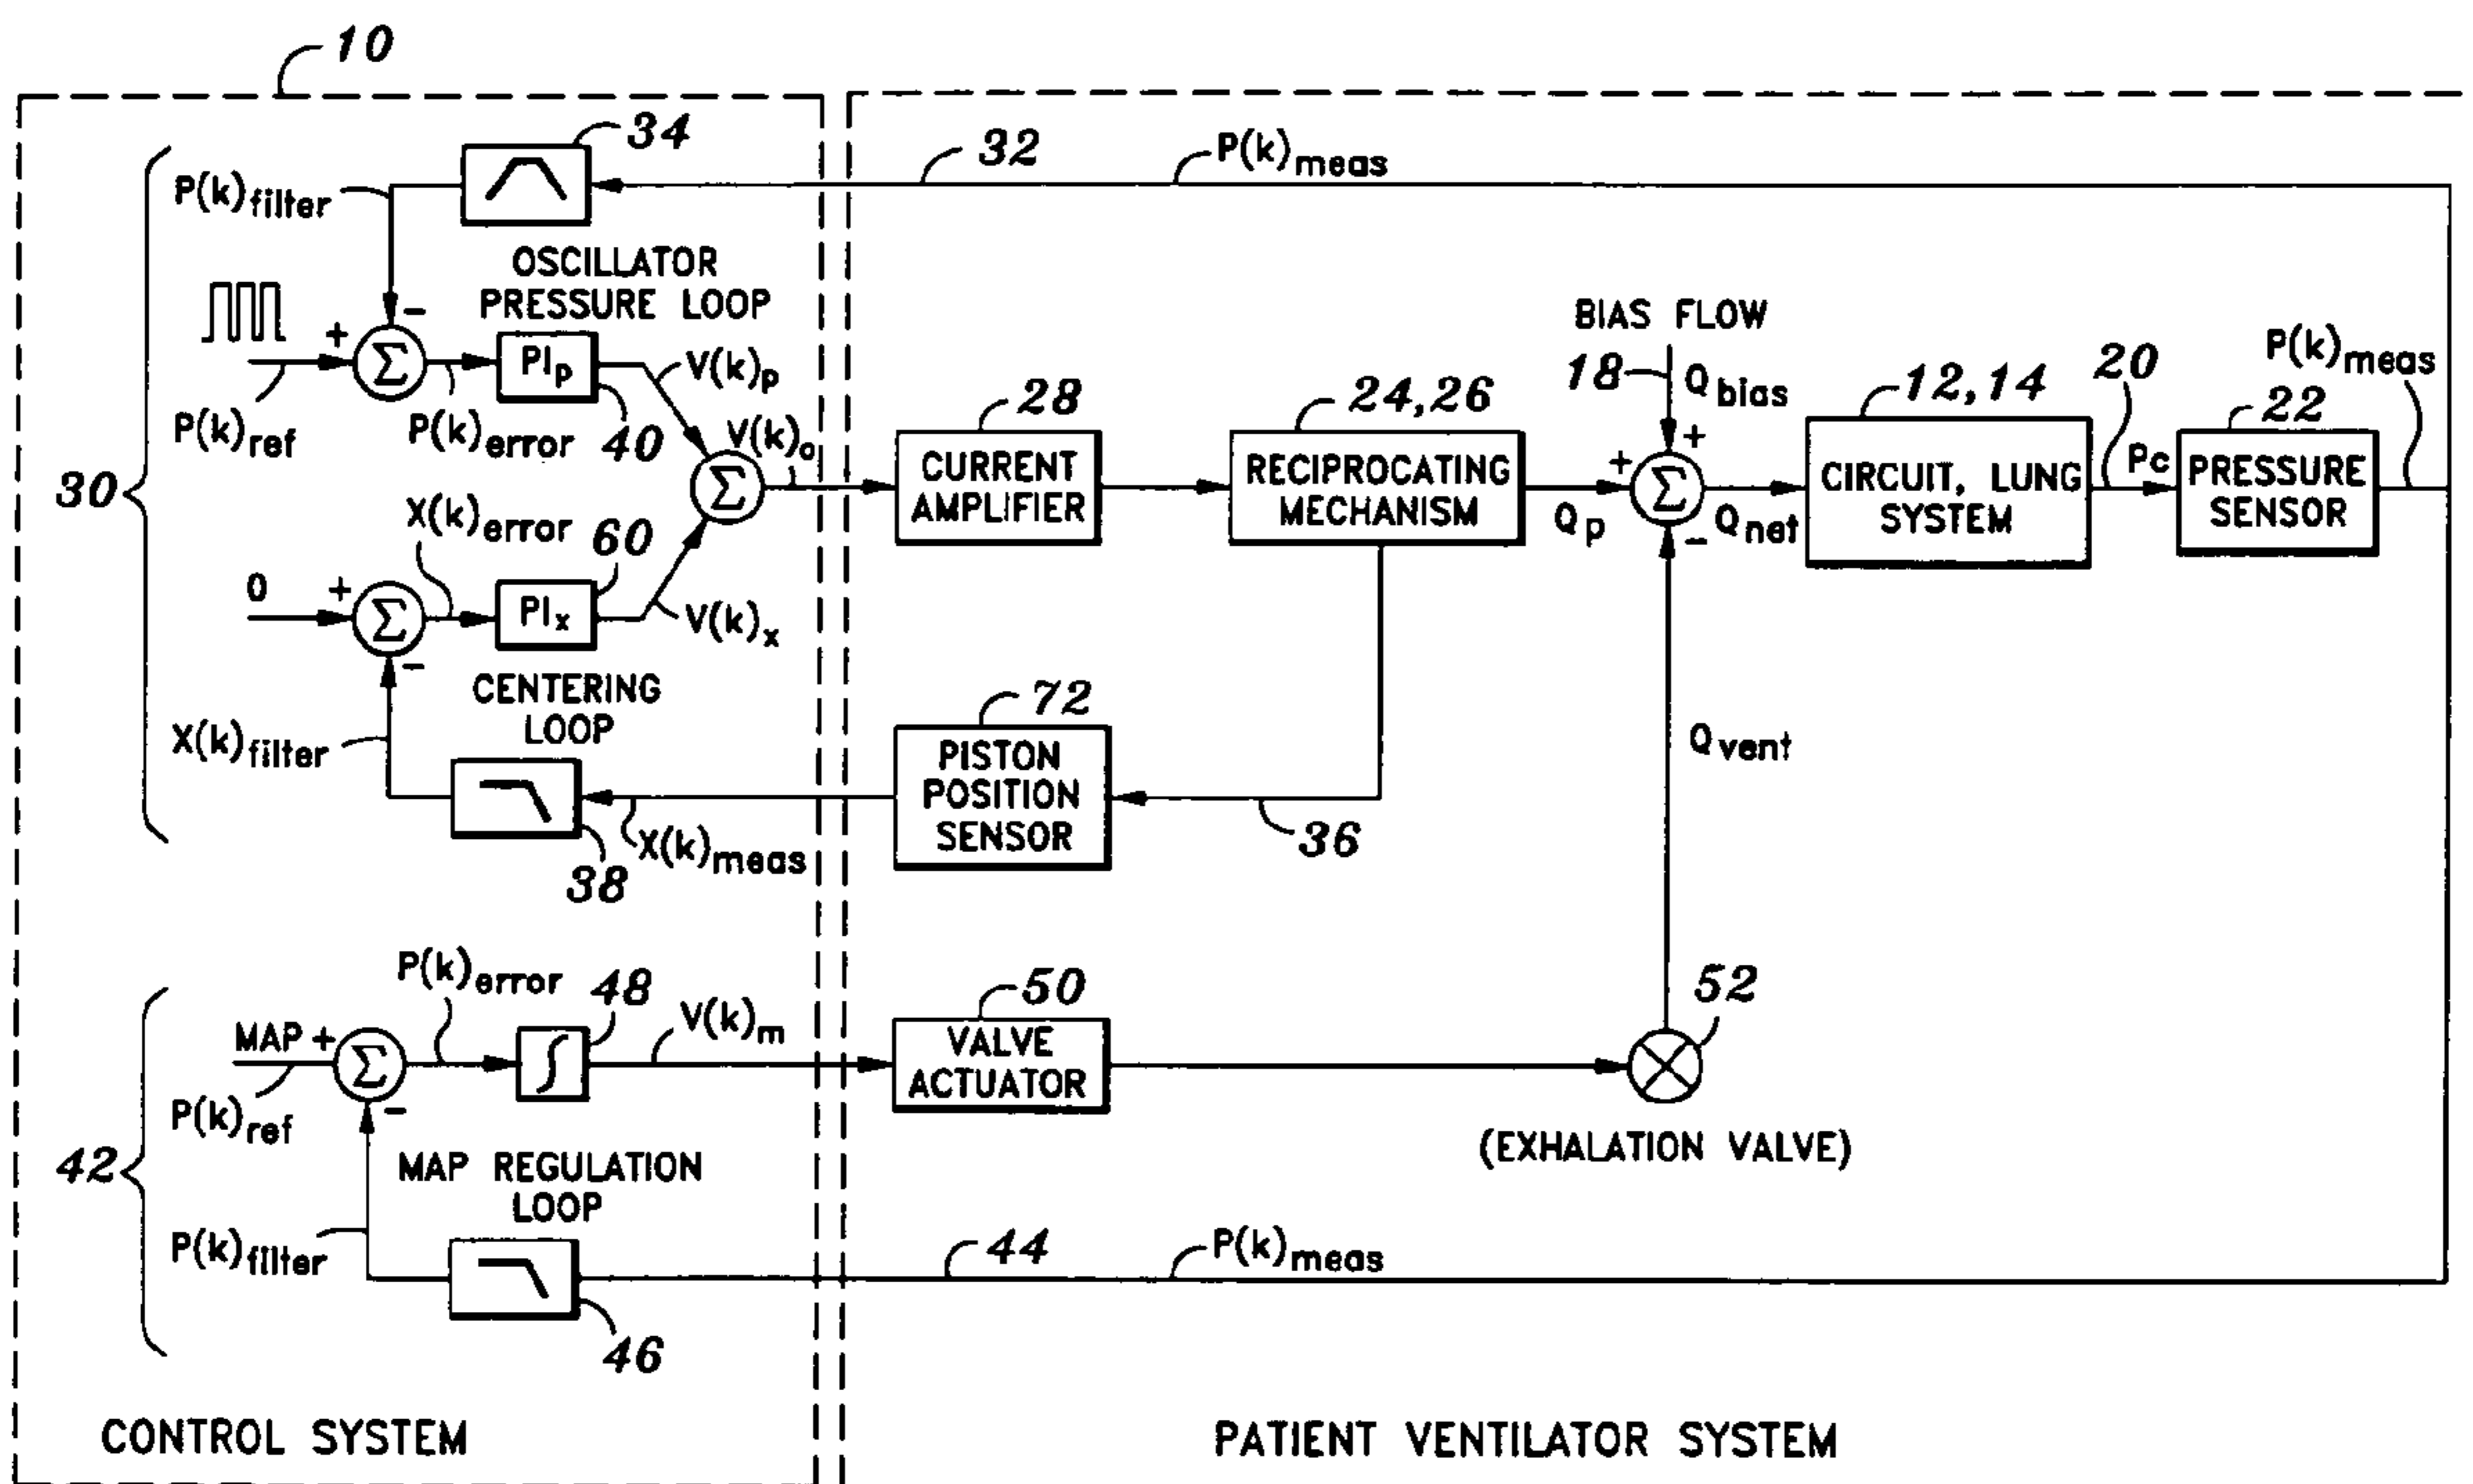 10
34
32
P(k)meas
P(k)filter
OSCILLATOR
PRESSURE LOOP
-
+
Σ
PIp
V(k)p
P(k)ref
P(k)error
40
30
Σ
V(k)o
28
CURRENT
AMPLIFIER
24,26
RECIPROCATING
MECHANISM
BIAS FLOW
18
Qbias
+
+
Σ
-
Qp
Qnet
12,14
CIRCUIT, LUNG
SYSTEM
20
Pc
P(k)meas
22
PRESSURE
SENSOR
X(k)error
60
0
+
Σ
-
PIx
V(k)x
CENTERING
LOOP
X(k)filter
38
X(k)meas
72
PISTON
POSITION
SENSOR
36
Qvent
42
MAP +
Σ
-
P(k)ref
P(k)error
48
∫
V(k)m
50
VALVE
ACTUATOR
52
(EXHALATION VALVE)
MAP REGULATION
LOOP
P(k)filter
46
44
P(k)meas
CONTROL SYSTEM
PATIENT VENTILATOR SYSTEM